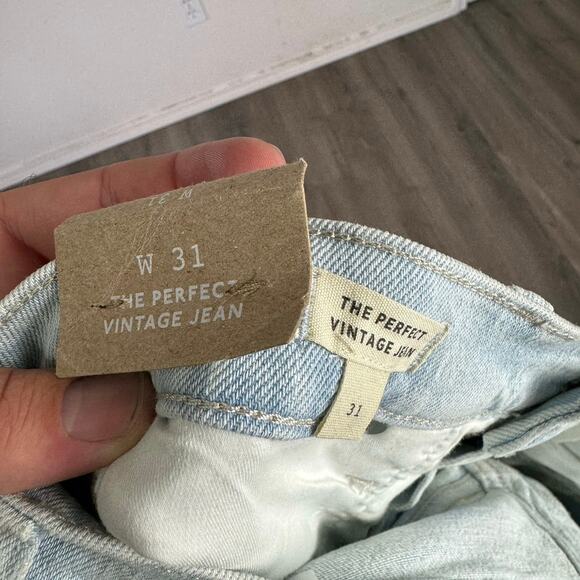 W 31
THE PERFECT
VINTAGE JEAN
THE PERFECT
VINTAGE JEAN
31